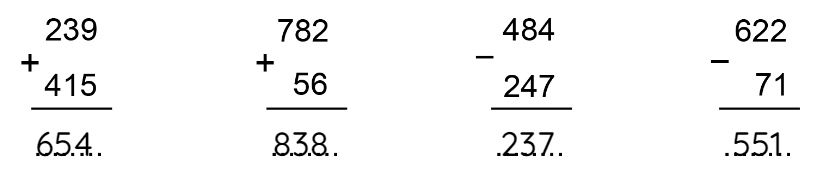 239 782 484 622
+ + − −
415 56 247 71
654 838 237 551